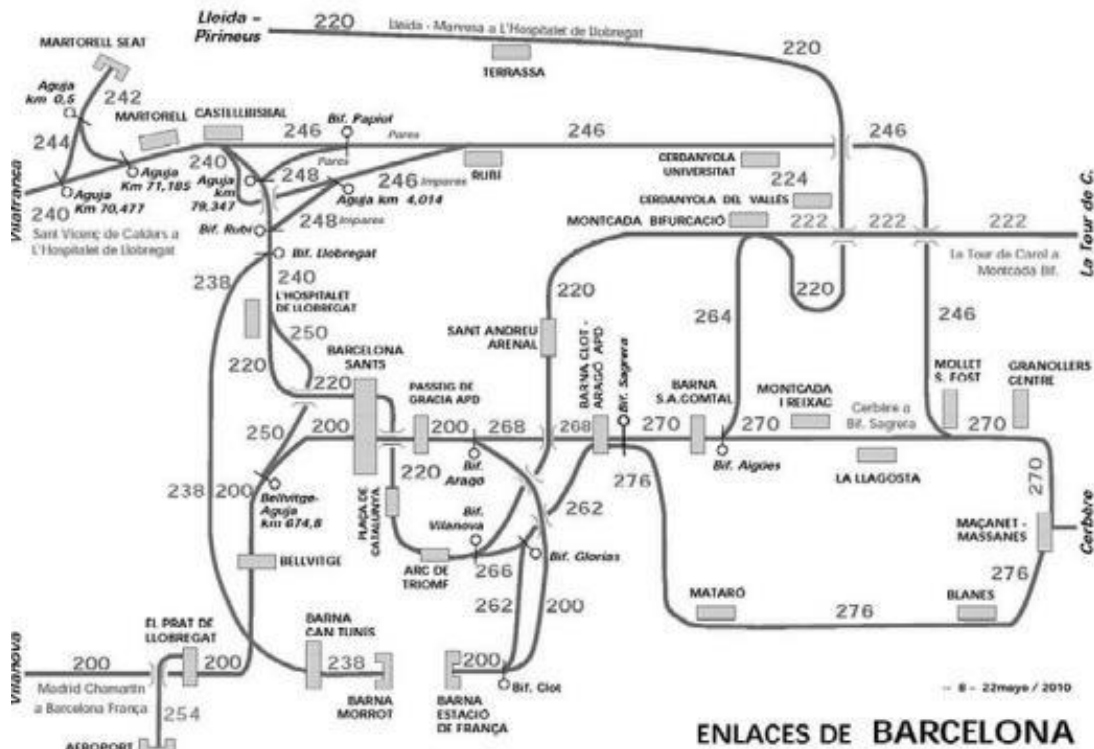 Lleida –
Pirineus
220
Lleida - Manresa a L'Hospitalet de Llobregat
220
TERRASSA
MARTORELL SEAT
Aguja
km 0,5
242
MARTORELL
CASTELLBISBAL
Bif. Papiol
246
Pares
246
246
244
240
Pares
248
Aguja
km
79,347
Aguja
Km 71,185
Aguja
Km 70,477
246
Impares
Aguja km 4,014
RUBÍ
CERDANYOLA
UNIVERSITAT
224
CERDANYOLA DEL VALLÈS
MONTCADA BIFURCACIÓ
222
222
222
Vilafranca
240
Sant Vicenç de Calders a
L'Hospitalet de Llobregat
Bif. Rubí
248
Impares
Bif. Llobregat
238
240
La Tour de Carol a
Montcada Bif.
La Tour de C.
L'HOSPITALET
DE LLOBREGAT
250
220
220
264
246
SANT ANDREU
ARENAL
BARCELONA
SANTS
220
220
PASSEIG DE
GRACIA APD
BARNA CLOT -
ARAGÓ APD
Bif. Sagrera
BARNA
S.A.COMTAL
MONTCADA
I REIXAC
Cerbère a
Bif. Sagrera
MOLLET
S. FOST
GRANOLLERS
CENTRE
250
200
200
268
268
270
270
270
238
200
Bellvitge-
Aguja
km 674,8
220
PLAÇA DE
CATALUNYA
Bif.
Aragó
276
Bif. Aigües
LA LLAGOSTA
270
Bif.
Vilanova
262
MAÇANET -
MASSANES
Cerbère
BELLVITGE
ARC DE
TRIOMF
266
Bif. Glorias
276
262
200
MATARÓ
276
BLANES
EL PRAT DE
LLOBREGAT
BARNA
CAN TUNIS
Vilanova
200
200
238
200
Bif. Clot
Madrid Chamartín
a Barcelona França
254
BARNA
MORROT
BARNA
ESTACIÓ
DE FRANÇA
AEROPORT
8 - 22mayo / 2010
ENLACES DE BARCELONA